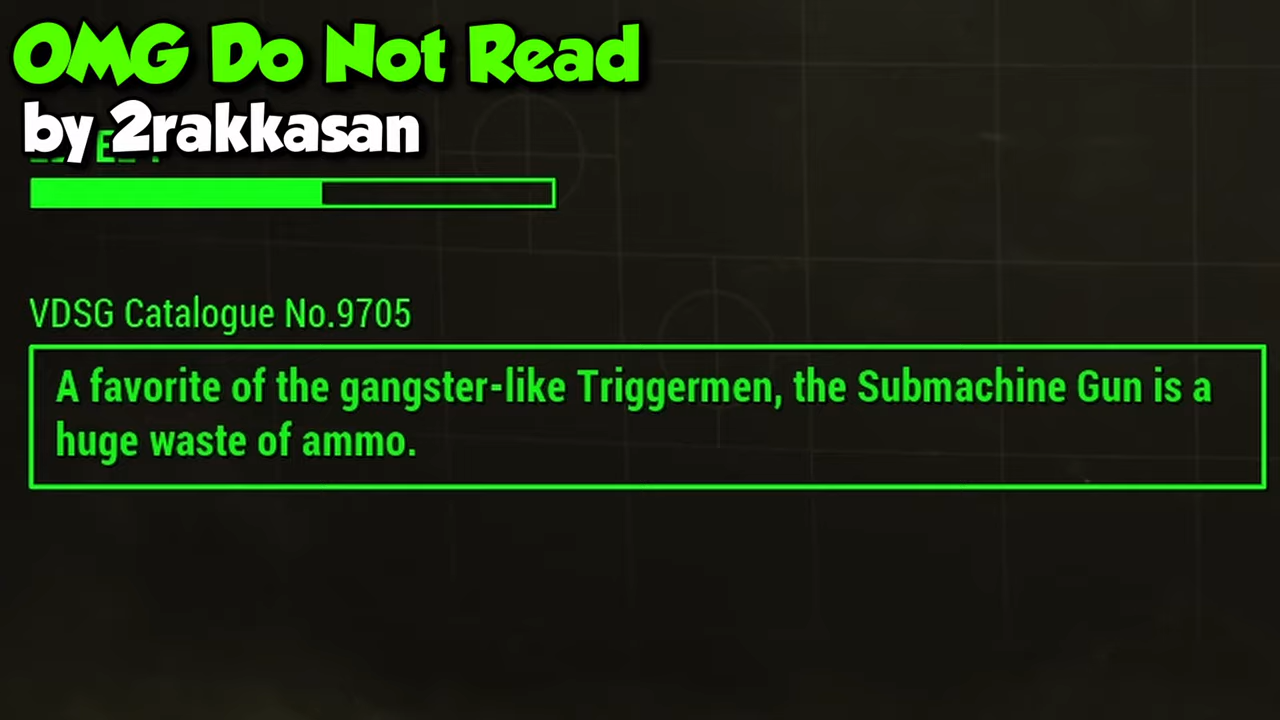 OMG Do Not Read
by 2rakkasan
VDSG Catalogue No.9705
A favorite of the gangster-like Triggermen, the Submachine Gun is a
huge waste of ammo.